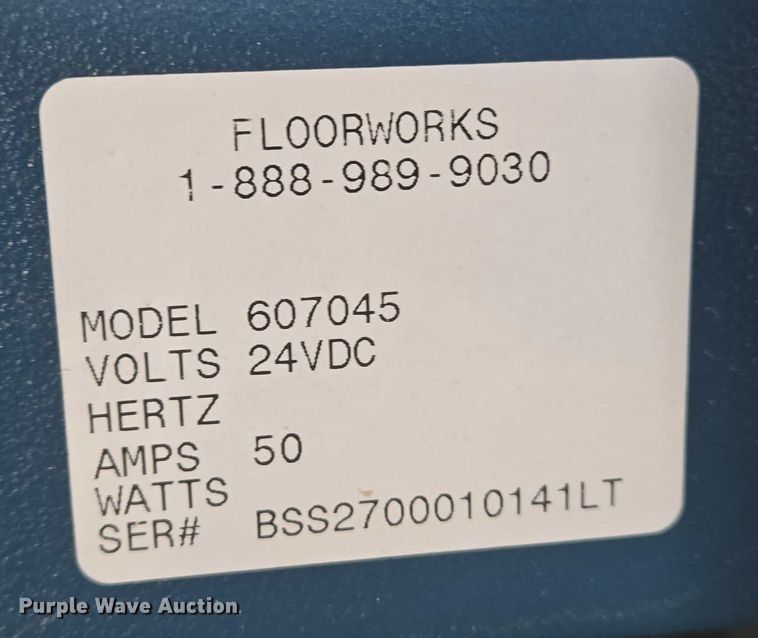 FLOORWORKS
1-888-989-9030
MODEL 607045
VOLTS 24VDC
HERTZ
AMPS 50
WATTS
SER# BSS2700010141LT
Purple Wave Auction